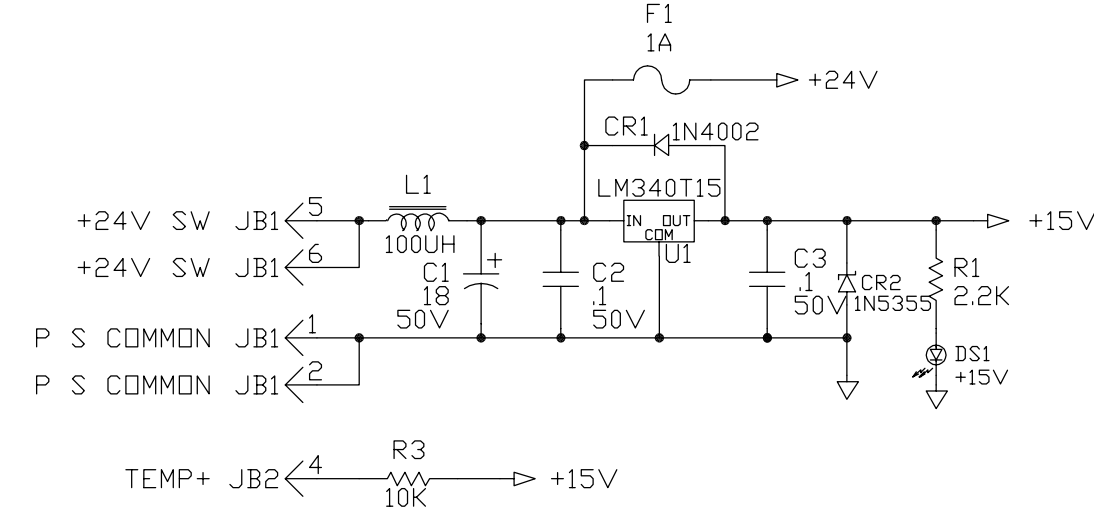 F1
1A
+24V
CR1 1N4002
L1
LM340T15
+24V SW JB1 5
IN OUT
COM
+15V
100UH
U1
+24V SW JB1 6
C1 +
18
50V
C2
.1
50V
C3
.1
50V
CR2
1N5355
R1
2.2K
P S COMMON JB1 1
DS1
+15V
P S COMMON JB1 2
R3
TEMP+ JB2 4
+15V
10K